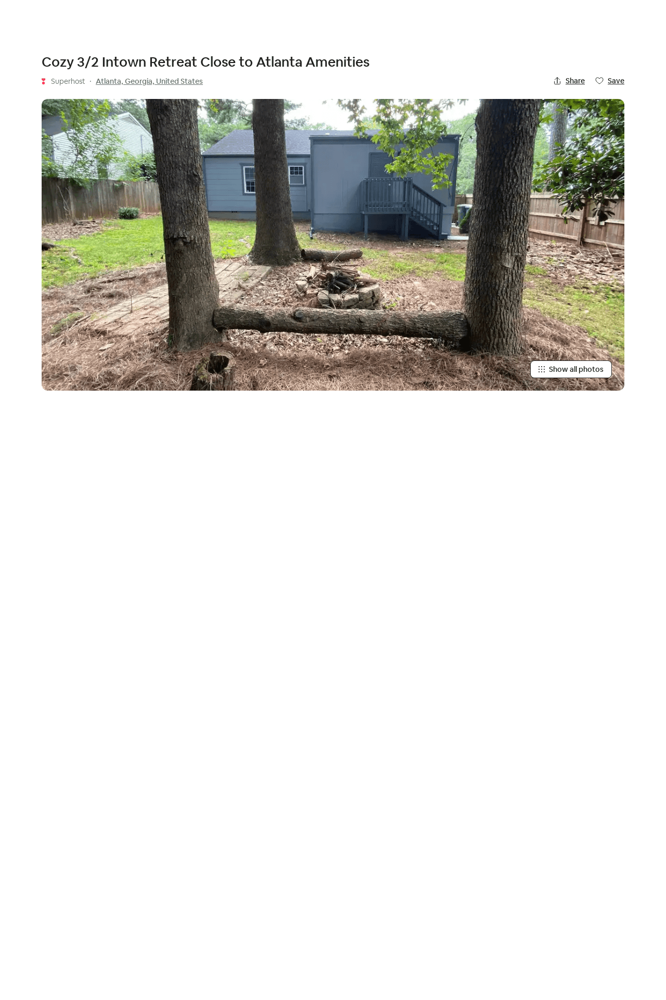 Cozy 3/2 Intown Retreat Close to Atlanta Amenities
Superhost · Atlanta, Georgia, United States
Share Save
Show all photos